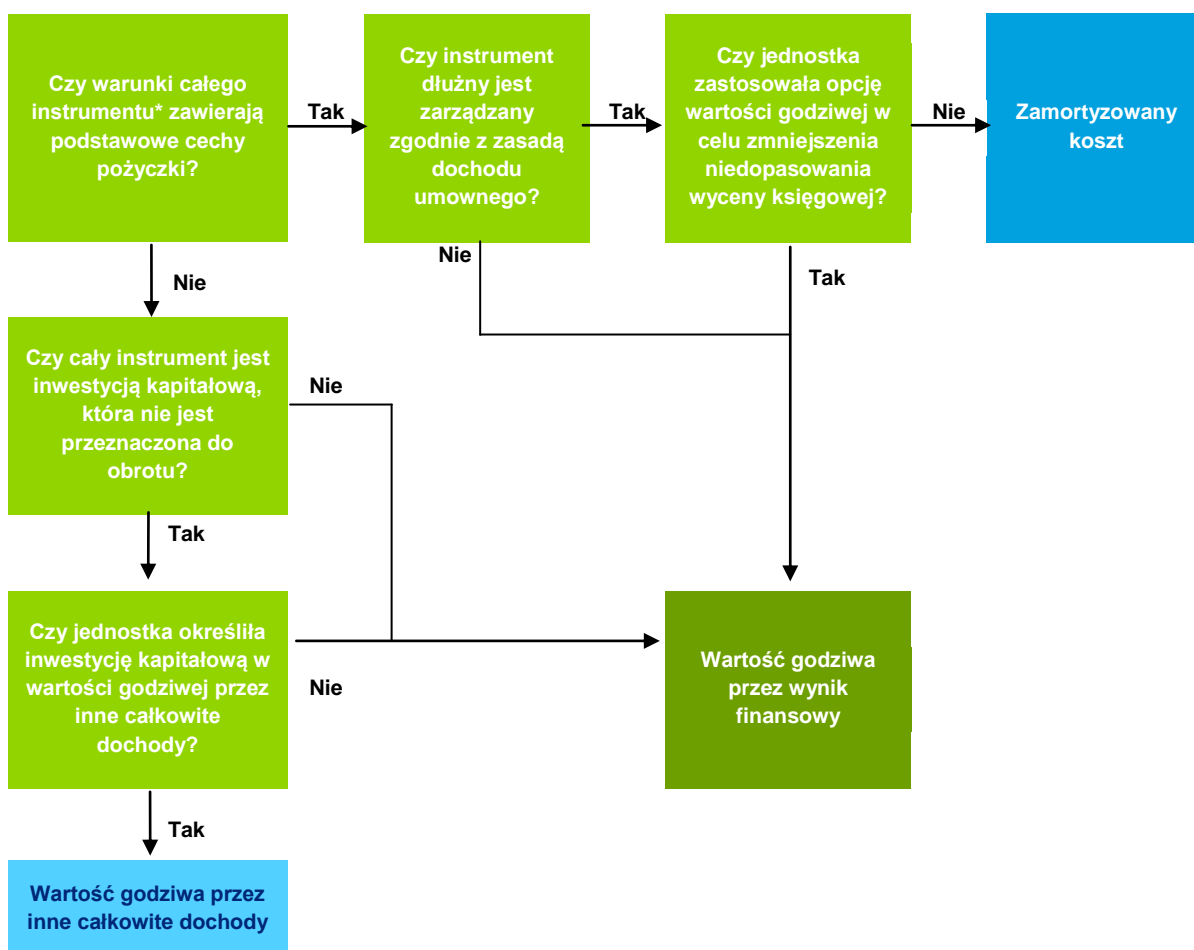 Czy warunki całego
instrumentu* zawierają
podstawowe cechy
pożyczki?
Tak
Czy instrument
dłużny jest
zarządzany
zgodnie z zasadą
dochodu
umownego?
Tak
Czy jednostka
zastosowała opcję
wartości godziwej w
celu zmniejszenia
niedopasowania
wyceny księgowej?
Nie
Zamortyzowany
koszt
Nie
Nie
Tak
Czy cały instrument jest
inwestycją kapitałową,
która nie jest
przeznaczona do
obrotu?
Nie
Tak
Czy jednostka określiła
inwestycję kapitałową w
wartości godziwej przez
inne całkowite
dochody?
Nie
Wartość godziwa
przez wynik
finansowy
Tak
Wartość godziwa przez
inne całkowite dochody